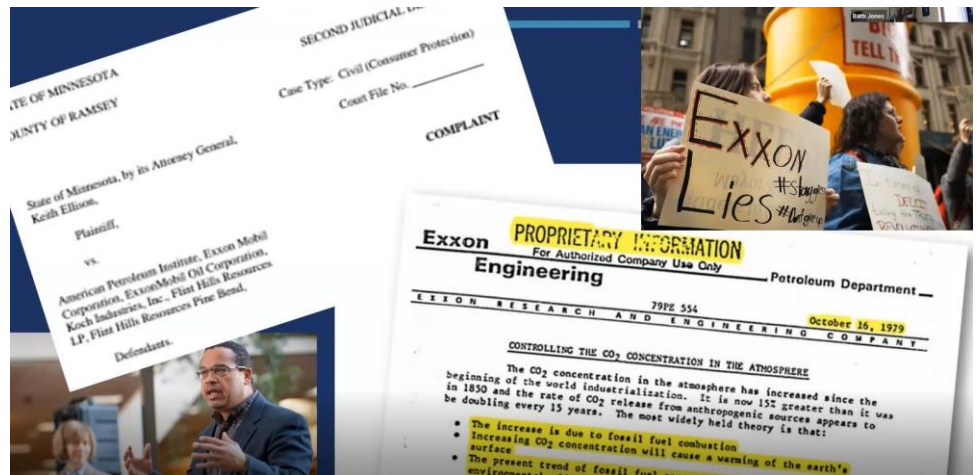 TE OF MINNESOTA
OUNTY OF RAMSEY
SECOND JUDICIAL
Case Type: Civil (Consumer Protection)
Court File No. ____________
COMPLAINT
State of Minnesota, by its Attorney General,
Keith Ellison,
Plaintiff,
vs.
American Petroleum Institute, Exxon Mobil
Corporation, ExxonMobil Oil Corporation,
Koch Industries, Inc., Flint Hills Resources
LP, Flint Hills Resources Pine Bend,
Defendants.
Barb Jones
TELL
EXXON
LIES
#Don't give up
DECEIT
Exxon
PROPRIETARY INFORMATION
For Authorized Company Use Only
Engineering
Petroleum Department
79PE 554
October 16, 1979
EXXON RESEARCH AND ENGINEERING COMPANY
CONTROLLING THE CO2 CONCENTRATION IN THE ATMOSPHERE
The CO2 concentration in the atmosphere has increased since the
beginning of the world industrialization. It is now 15% greater than it was
in 1850 and the rate of CO2 release from anthropogenic sources appears to
be doubling every 15 years. The most widely held theory is that:
• The increase is due to fossil fuel combustion
• Increasing CO2 concentration will cause a warming of the earth's
surface
• The present trend of fossil fuel